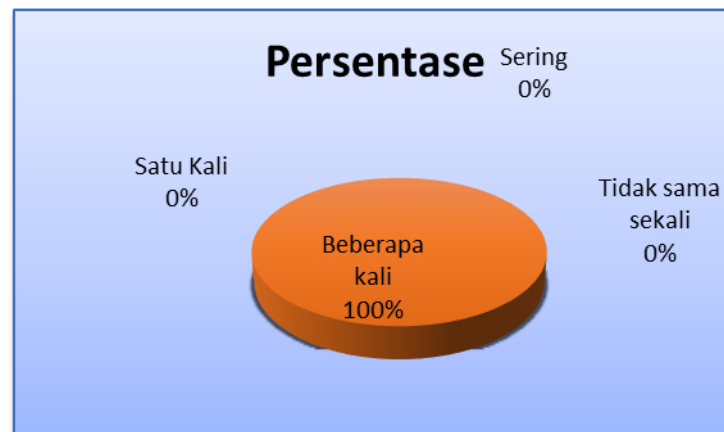 Persentase
Sering
0%
Satu Kali
0%
Tidak sama
sekali
0%
Beberapa
kali
100%